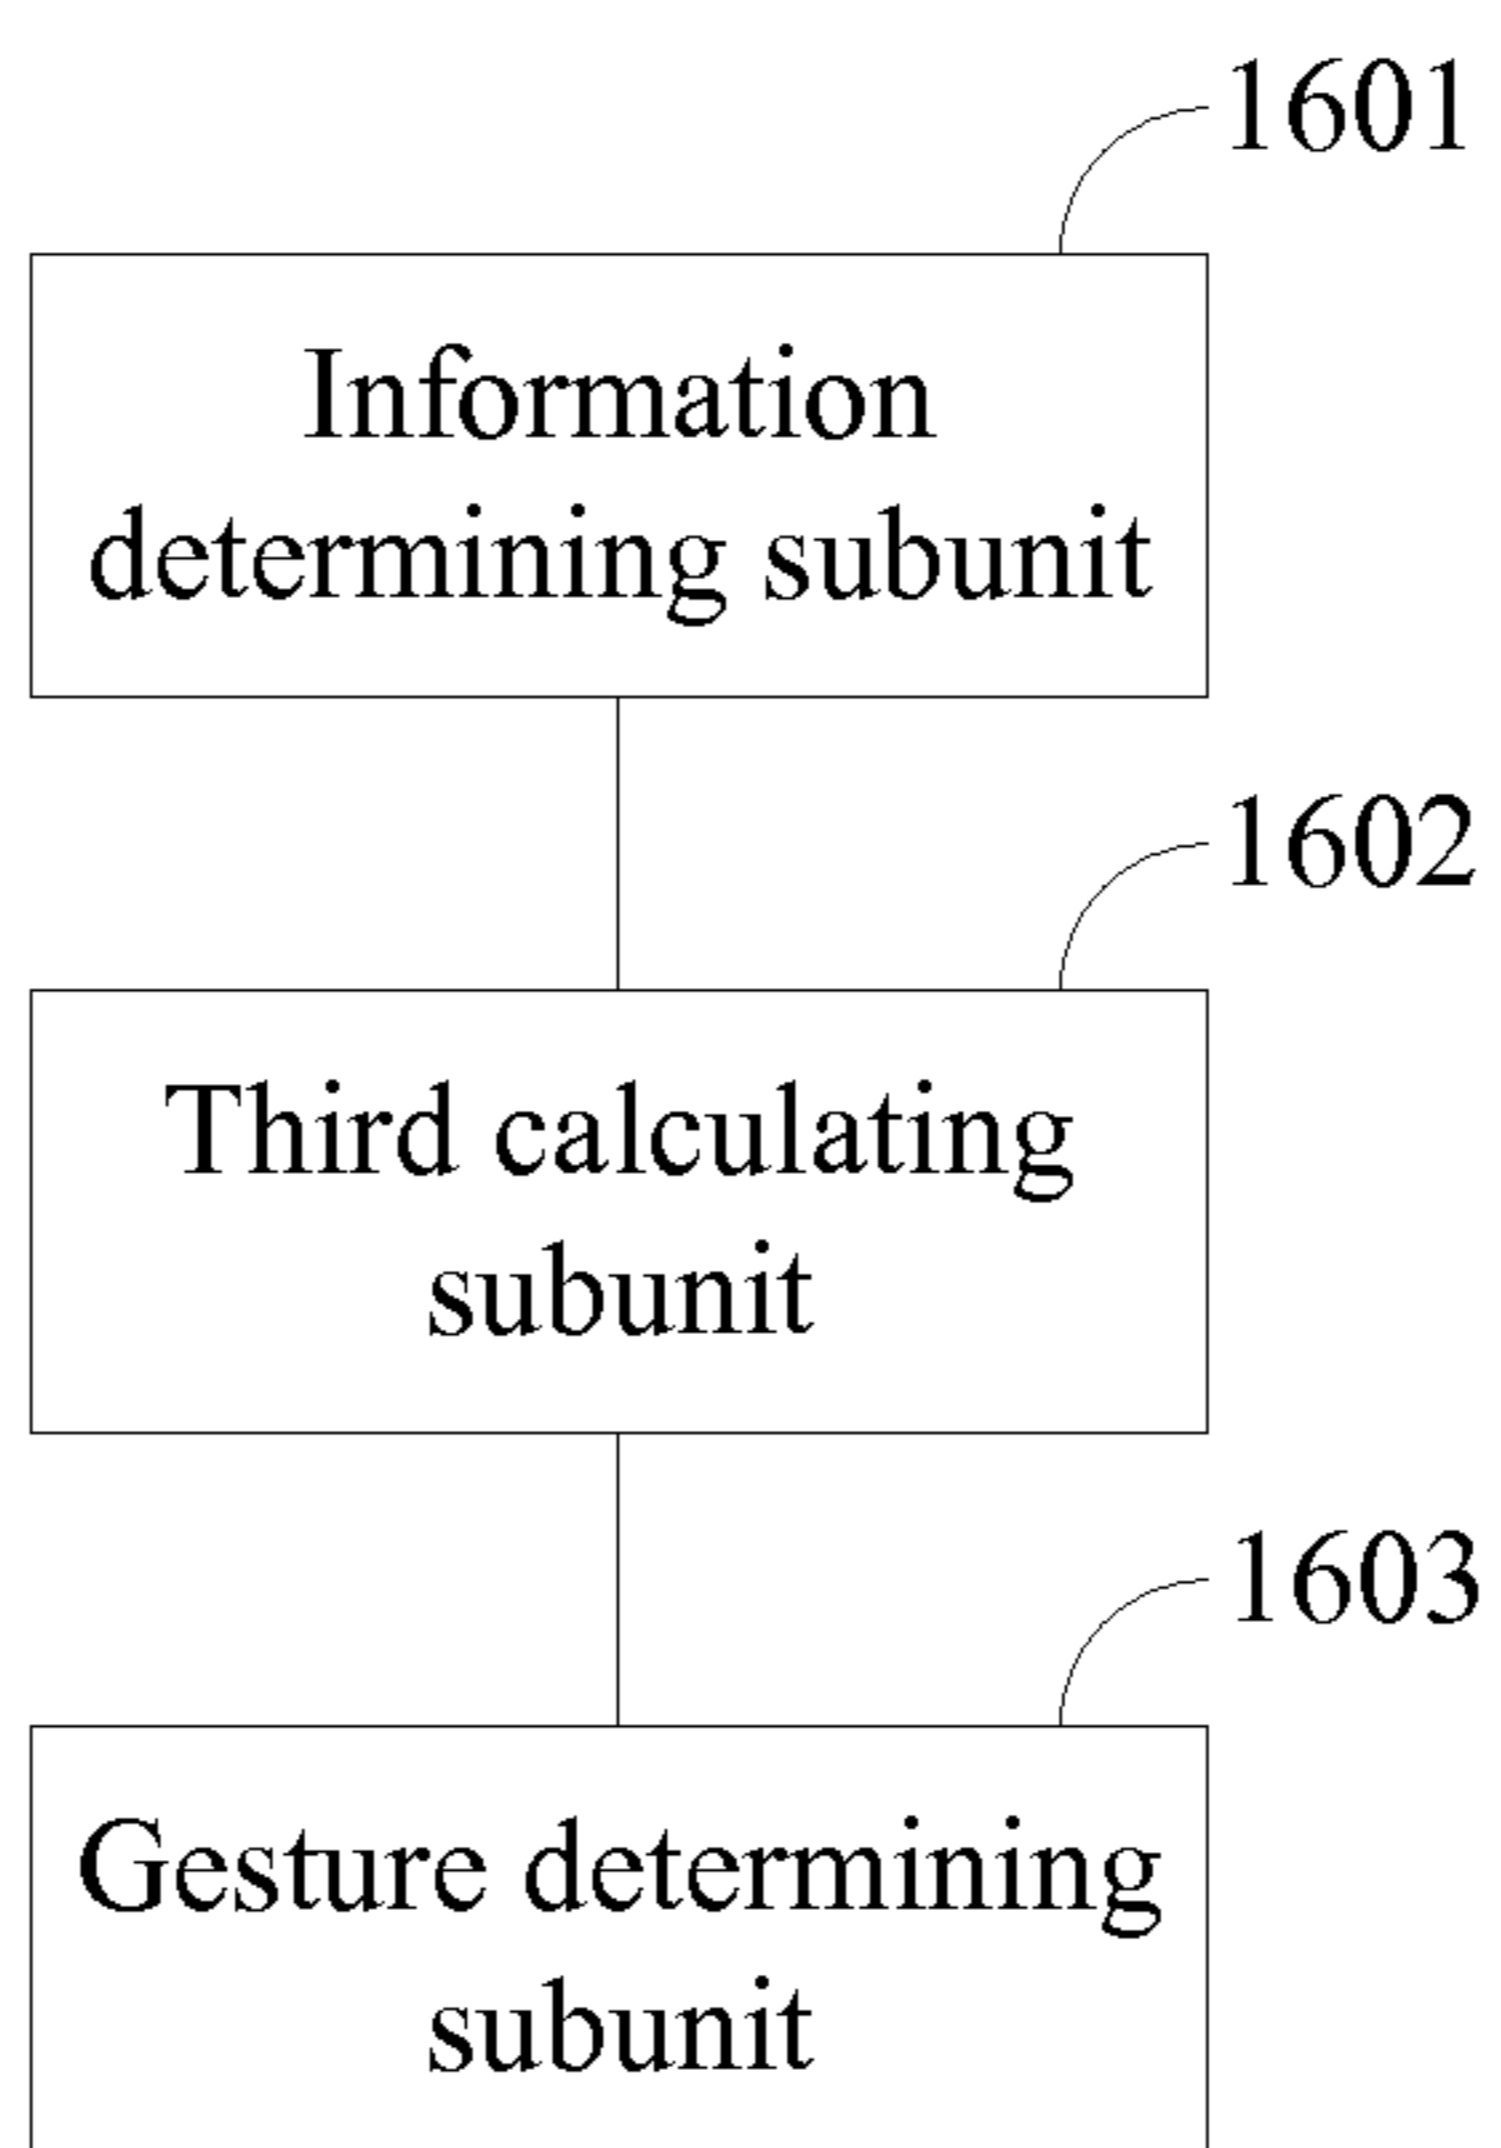 1601
Information
determining subunit
1602
Third calculating
subunit
1603
Gesture determining
subunit